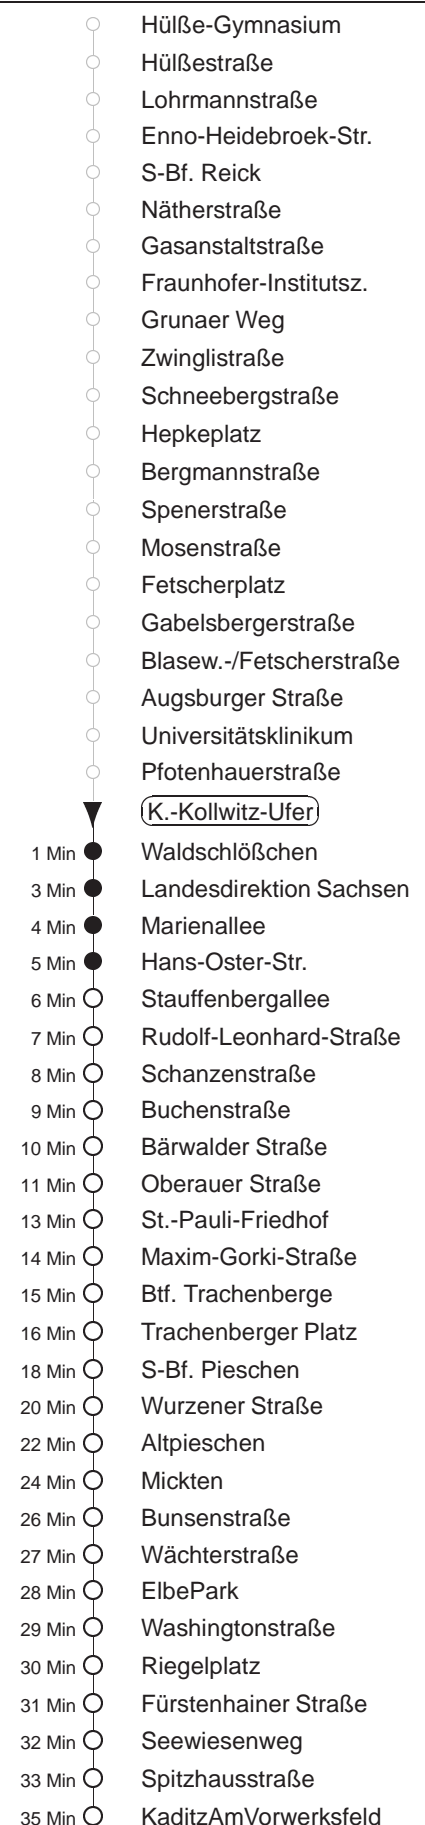 Hülße-Gymnasium
Hülßestraße
Lohrmannstraße
Enno-Heidebroek-Str.
S-Bf. Reick
Nätherstraße
Gasanstaltstraße
Fraunhofer-Institutsz.
Grunaer Weg
Zwinglistraße
Schneebergstraße
Hepkeplatz
Bergmannstraße
Spenerstraße
Mosenstraße
Fetscherplatz
Gabelsbergerstraße
Blasew.-/Fetscherstraße
Augsburger Straße
Universitätsklinikum
Pfotenhauerstraße
K.-Kollwitz-Ufer
1 Min Waldschlößchen
3 Min Landesdirektion Sachsen
4 Min Marienallee
5 Min Hans-Oster-Str.
6 Min Stauffenbergallee
7 Min Rudolf-Leonhard-Straße
8 Min Schanzenstraße
9 Min Buchenstraße
10 Min Bärwalder Straße
11 Min Oberauer Straße
13 Min St.-Pauli-Friedhof
14 Min Maxim-Gorki-Straße
15 Min Btf. Trachenberge
16 Min Trachenberger Platz
18 Min S-Bf. Pieschen
20 Min Wurzener Straße
22 Min Altpieschen
24 Min Mickten
26 Min Bunsenstraße
27 Min Wächterstraße
28 Min ElbePark
29 Min Washingtonstraße
30 Min Riegelplatz
31 Min Fürstenhainer Straße
32 Min Seewiesenweg
33 Min Spitzhausstraße
35 Min KaditzAmVorwerksfeld